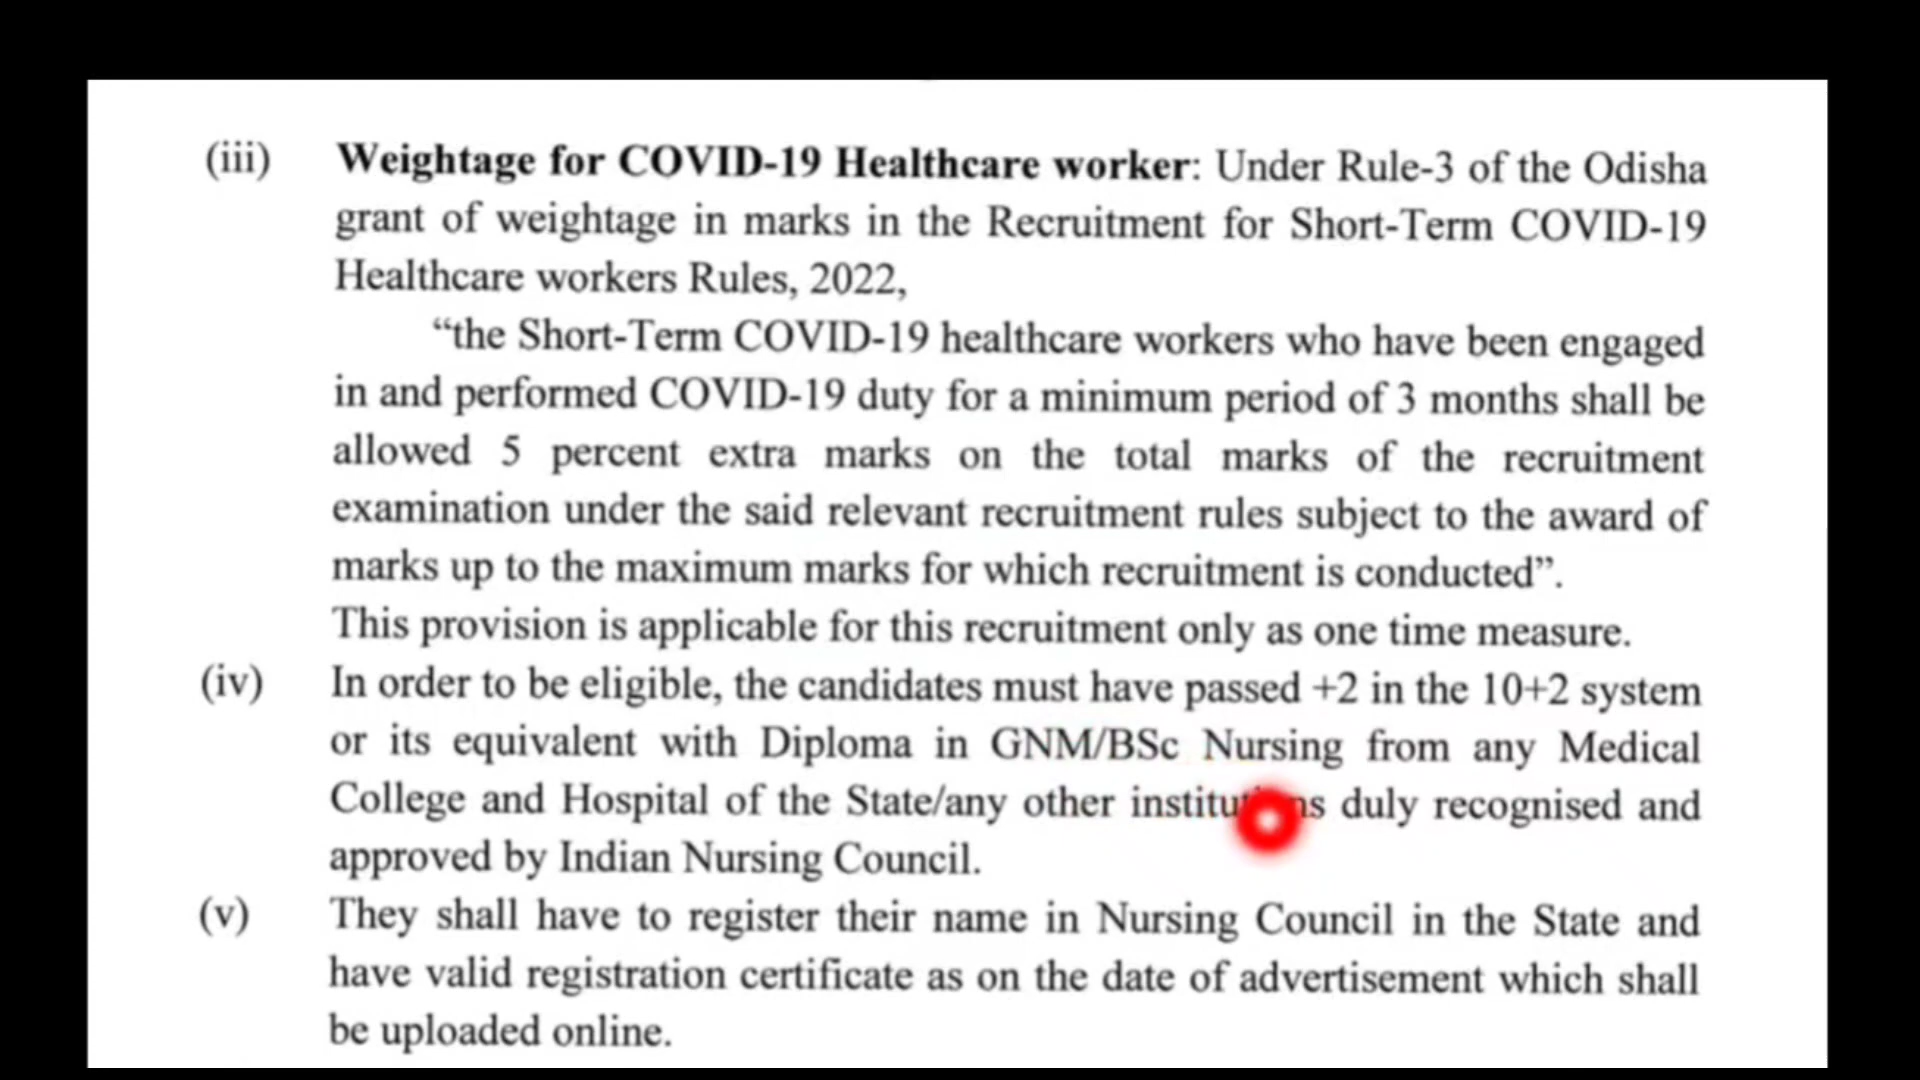 (iii) Weightage for COVID-19 Healthcare worker: Under Rule-3 of the Odisha
grant of weightage in marks in the Recruitment for Short-Term COVID-19
Healthcare workers Rules, 2022,
“the Short-Term COVID-19 healthcare workers who have been engaged
in and performed COVID-19 duty for a minimum period of 3 months shall be
allowed 5 percent extra marks on the total marks of the recruitment
examination under the said relevant recruitment rules subject to the award of
marks up to the maximum marks for which recruitment is conducted”.
This provision is applicable for this recruitment only as one time measure.
(iv) In order to be eligible, the candidates must have passed +2 in the 10+2 system
or its equivalent with Diploma in GNM/BSc Nursing from any Medical
College and Hospital of the State/any other institutions duly recognised and
approved by Indian Nursing Council.
(v) They shall have to register their name in Nursing Council in the State and
have valid registration certificate as on the date of advertisement which shall
be uploaded online.